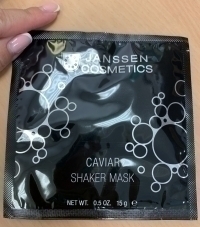 JANSSEN
COSMETICS
CAVIAR
SHAKER MASK
NET WT. 0.5 OZ. 15 g ℮